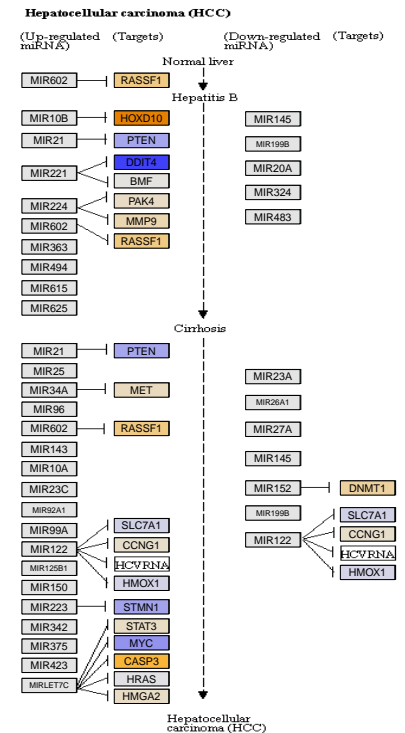 Hepatocellular carcinoma (HCC)
(Up-regulated miRNA) (Targets) (Down-regulated miRNA) (Targets)
Normal liver
MIR602 RASSF1
Hepatitis B
MIR10B HOXD10 MIR145
MIR21 PTEN MIR199B
DDIT4
MIR221 MIR20A
BMF
MIR324
PAK4
MIR224
MIR483
MMP9
MIR602
RASSF1
MIR363
MIR494
MIR615
MIR625
Cirrhosis
MIR21 PTEN
MIR25
MIR23A
MIR34A MET
MIR26A1
MIR96
MIR602 RASSF1 MIR27A
MIR143
MIR145
MIR10A
MIR23C MIR152 DNMT1
MIR92A1
MIR199B SLC7A1
SLC7A1
MIR99A
CCNG1
MIR122 CCNG1
MIR122
HCVRNA
HCVRNA
MIR125B1
HMOX1
HMOX1
MIR150
MIR223 STMN1
MIR342 STAT3
MIR375 MYC
MIR423 CASP3
HRAS
MIRLET7C
HMGA2
Hepatocellular
carcinoma (HCC)